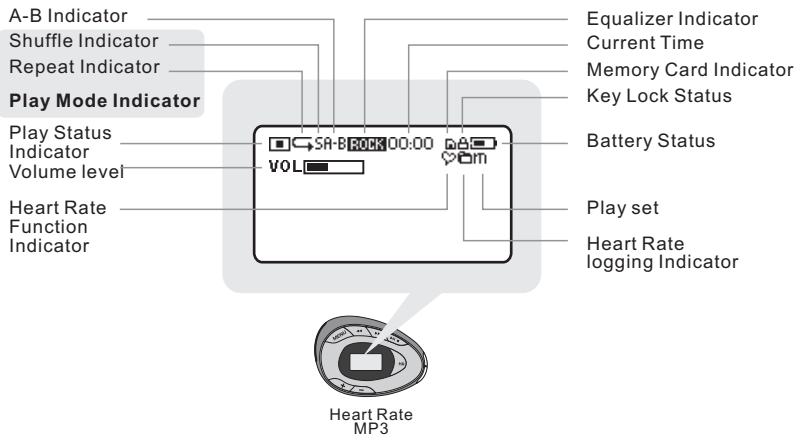 A-B Indicator
Shuffle Indicator
Repeat Indicator
Play Mode Indicator
Play Status
Indicator
Volume level
Heart Rate
Function
Indicator
Equalizer Indicator
Current Time
Memory Card Indicator
Key Lock Status
Battery Status
Play set
Heart Rate
logging Indicator
SA-B ROCK 00:00
VOL
m
MENU
Heart Rate
MP3